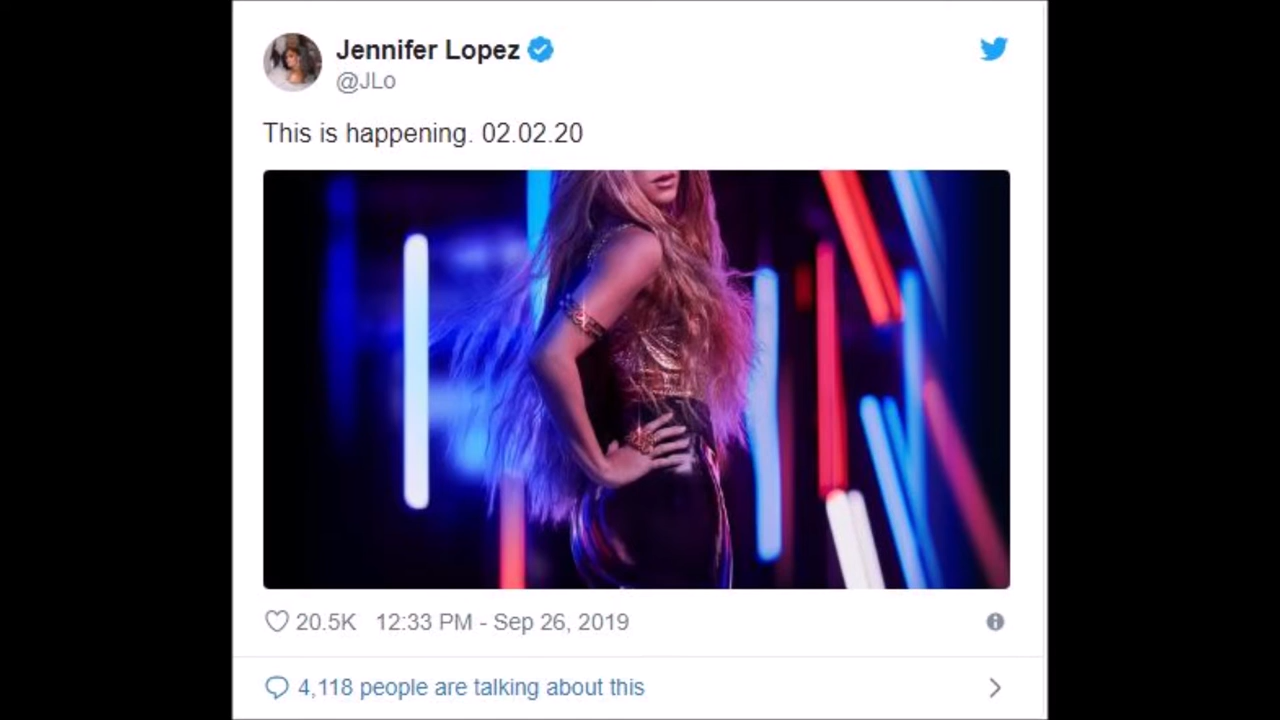 Jennifer Lopez
@JLo
This is happening. 02.02.20
20.5K 12:33 PM - Sep 26, 2019
4,118 people are talking about this